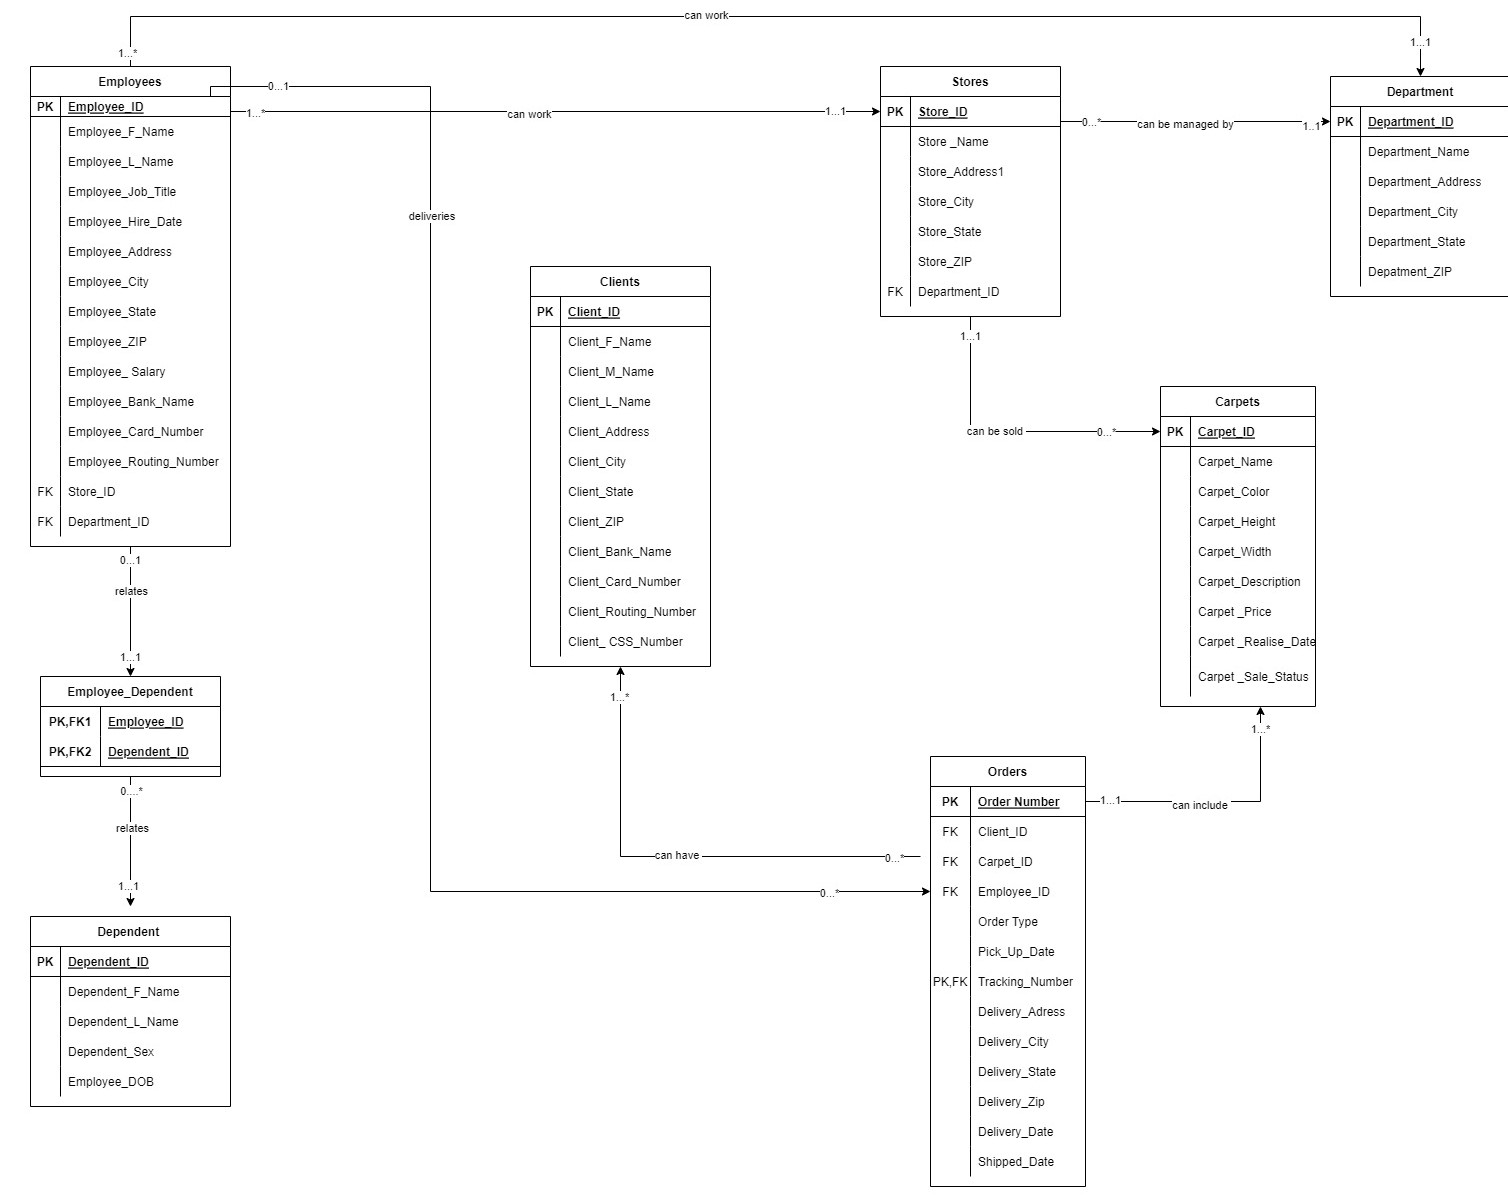 can work
1...*
1...1
Employees
PK Employee_ID
Employee_F_Name
Employee_L_Name
Employee_Job_Title
Employee_Hire_Date
Employee_Address
Employee_City
Employee_State
Employee_ZIP
Employee_ Salary
Employee_Bank_Name
Employee_Card_Number
Employee_Routing_Number
FK Store_ID
FK Department_ID
0...1
deliveries
0...*
1...*
can work
1...1
Stores
PK Store_ID
Store _Name
Store_Address1
Store_City
Store_State
Store_ZIP
FK Department_ID
0...*
can be managed by
1..1
Department
PK Department_ID
Department_Name
Department_Address
Department_City
Department_State
Depatment_ZIP
Clients
PK Client_ID
Client_F_Name
Client_M_Name
Client_L_Name
Client_Address
Client_City
Client_State
Client_ZIP
Client_Bank_Name
Client_Card_Number
Client_Routing_Number
Client_ CSS_Number
1...1
can be sold
0...*
Carpets
PK Carpet_ID
Carpet_Name
Carpet_Color
Carpet_Height
Carpet_Width
Carpet_Description
Carpet _Price
Carpet _Realise_Date
Carpet _Sale_Status
0...1
relates
1...1
Employee_Dependent
PK,FK1 Employee_ID
PK,FK2 Dependent_ID
0....*
relates
1...1
Dependent
PK Dependent_ID
Dependent_F_Name
Dependent_L_Name
Dependent_Sex
Employee_DOB
1...*
can have
0...*
1...*
can include
1...1
Orders
PK Order Number
FK Client_ID
FK Carpet_ID
FK Employee_ID
Order Type
Pick_Up_Date
PK,FK Tracking_Number
Delivery_Adress
Delivery_City
Delivery_State
Delivery_Zip
Delivery_Date
Shipped_Date